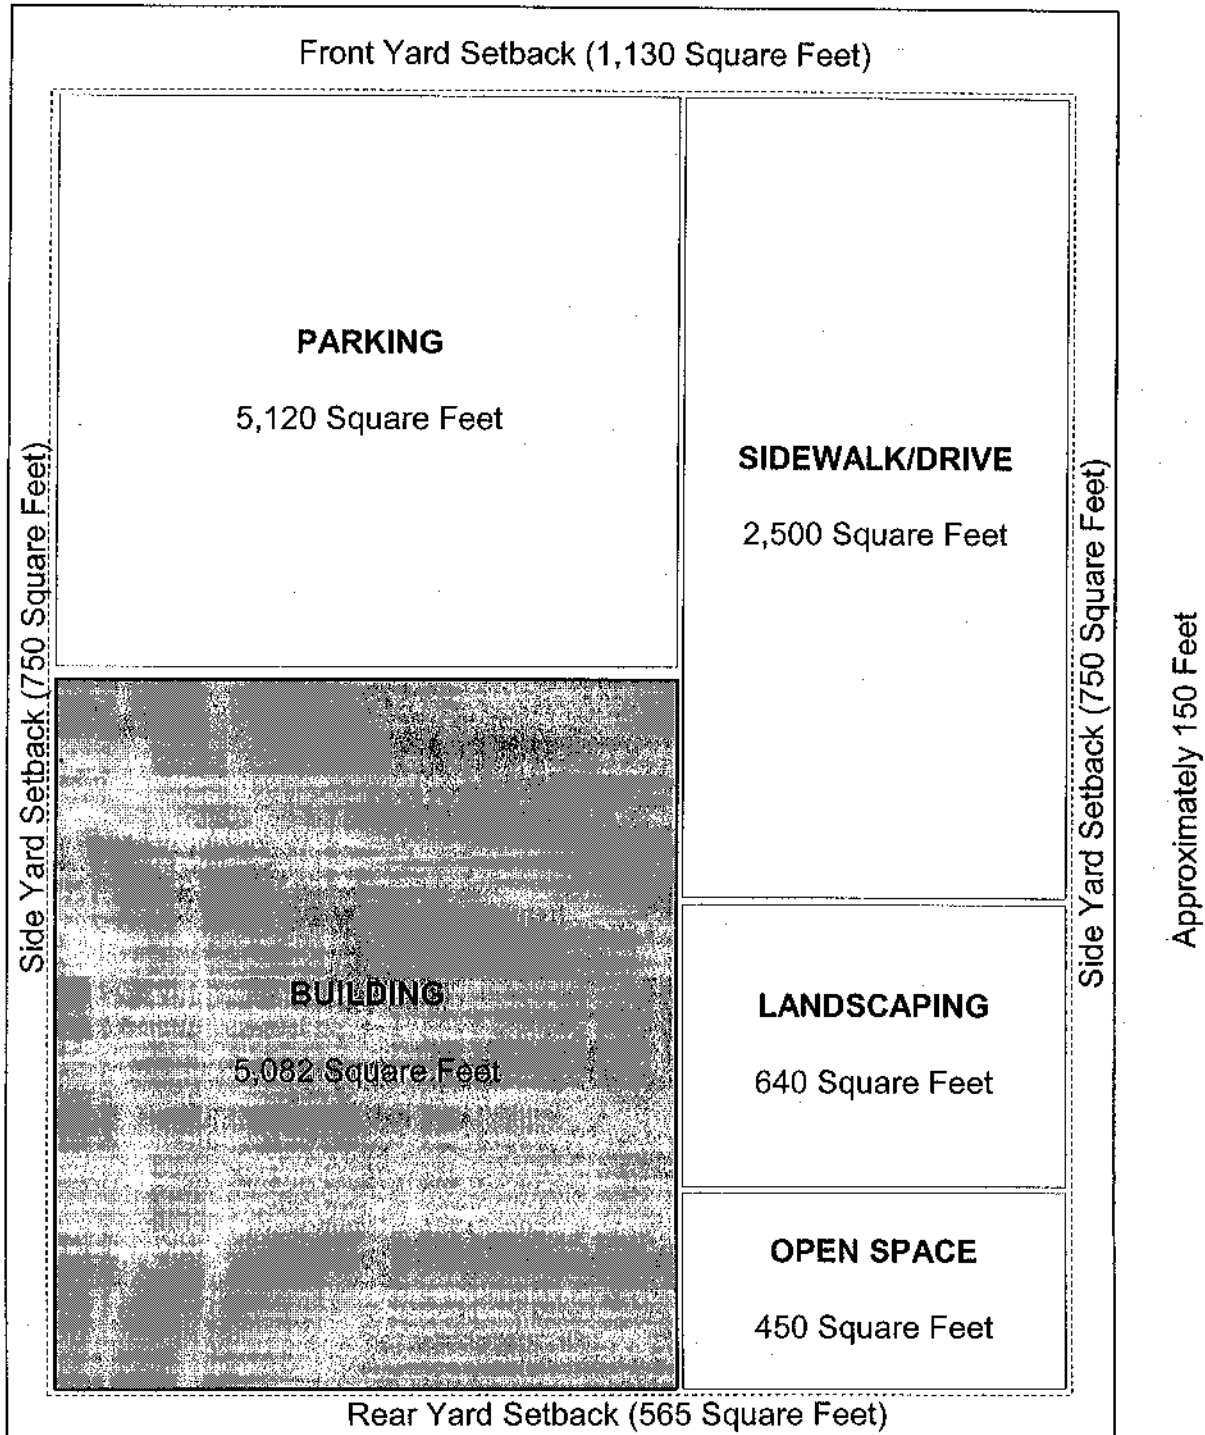 Front Yard Setback (1,130 Square Feet)
PARKING
5,120 Square Feet
SIDEWALK/DRIVE
2,500 Square Feet
Side Yard Setback (750 Square Feet)
Side Yard Setback (750 Square Feet)
Approximately 150 Feet
BUILDING
5,082 Square Feet
LANDSCAPING
640 Square Feet
OPEN SPACE
450 Square Feet
Rear Yard Setback (565 Square Feet)